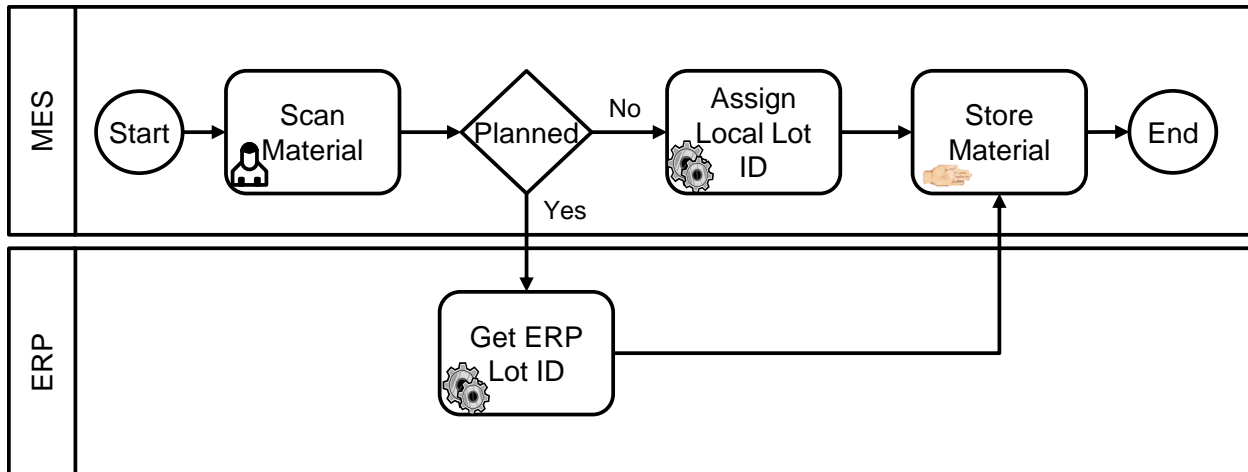 MES
Start
Scan
Material
Planned
No
Yes
Assign
Local Lot
ID
Store
Material
End
ERP
Get ERP
Lot ID